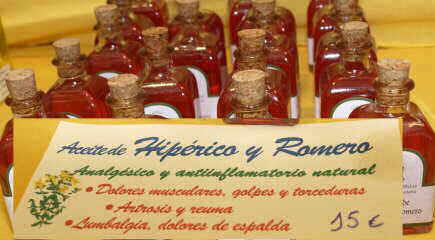 Aceite de Hipérico y Romero
Analgésico y antiinflamatorio natural
• Dolores musculares, golpes y torceduras
• Artrosis y reuma
• Lumbalgia, dolores de espalda
15 €